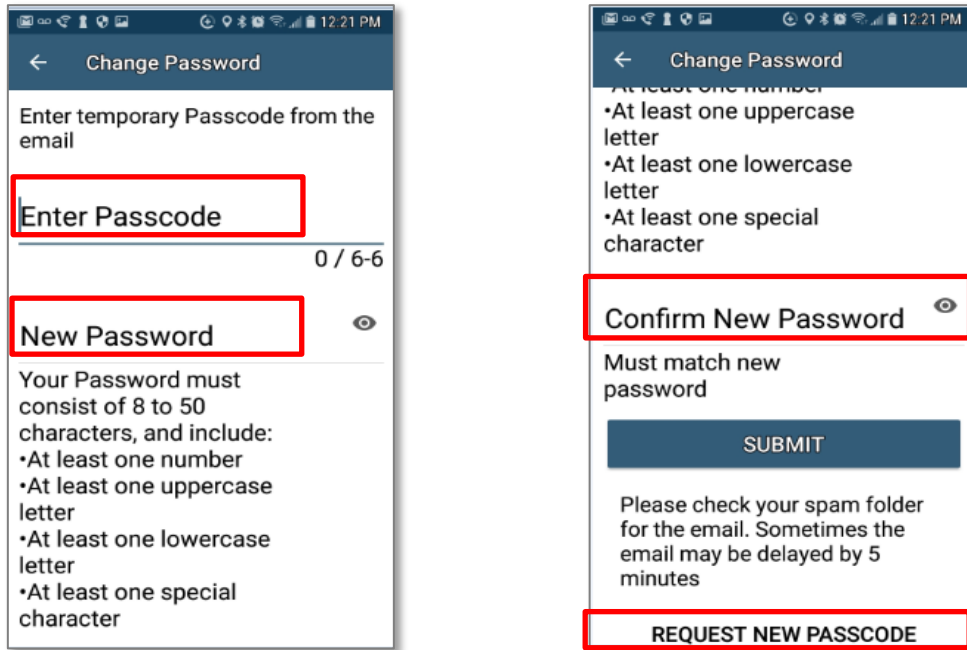 12:21 PM
Change Password
Enter temporary Passcode from the
email
Enter Passcode
0 / 6-6
New Password
Your Password must
consist of 8 to 50
characters, and include:
•At least one number
•At least one uppercase
letter
•At least one lowercase
letter
•At least one special
character
12:21 PM
Change Password
•At least one number
•At least one uppercase
letter
•At least one lowercase
letter
•At least one special
character
Confirm New Password
Must match new
password
SUBMIT
Please check your spam folder
for the email. Sometimes the
email may be delayed by 5
minutes
REQUEST NEW PASSCODE